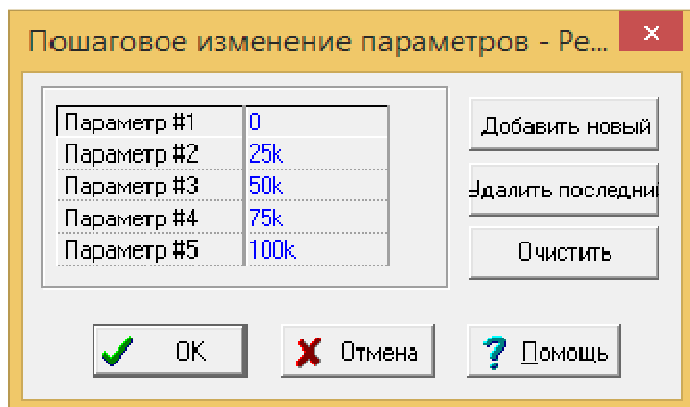 Пошаговое изменение параметров - Ре...
Параметр #1 0
Параметр #2 25k
Параметр #3 50k
Параметр #4 75k
Параметр #5 100k
Добавить новый
Удалить последний
Очистить
OK
Отмена
Помощь